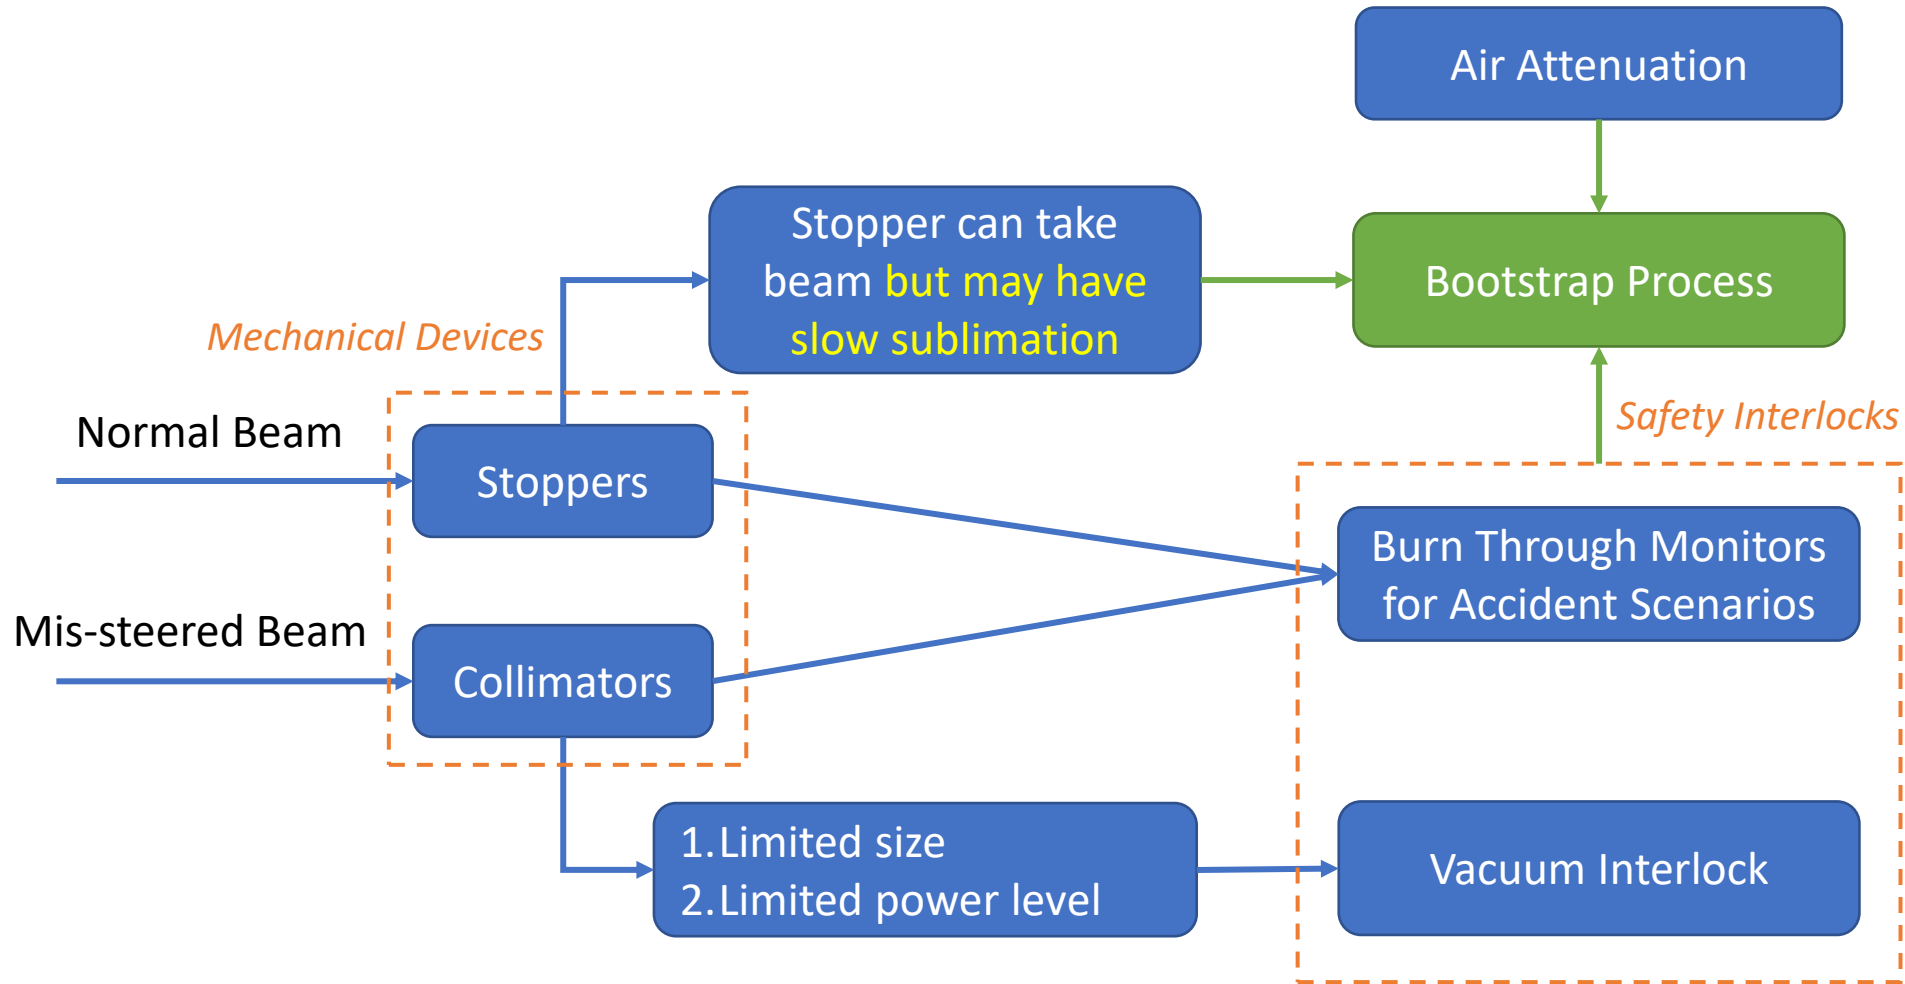 Air Attenuation
Stopper can take
beam but may have
slow sublimation
Bootstrap Process
Mechanical Devices
Safety Interlocks
Normal Beam
Stoppers
Burn Through Monitors
for Accident Scenarios
Mis-steered Beam
Collimators
1.Limited size
2.Limited power level
Vacuum Interlock